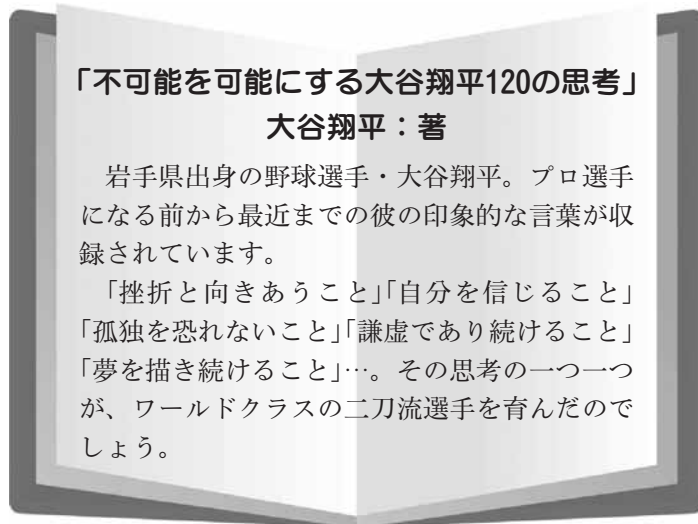 「不可能を可能にする大谷翔平120の思考」
大谷翔平：著
岩手県出身の野球選手・大谷翔平。プロ選手
になる前から最近までの彼の印象的な言葉が収
録されています。
「挫折と向きあうこと」「自分を信じること」
「孤独を恐れないこと」「謙虚であり続けること」
「夢を描き続けること」…。その思考の一つ一つ
が、ワールドクラスの二刀流選手を育んだので
しょう。